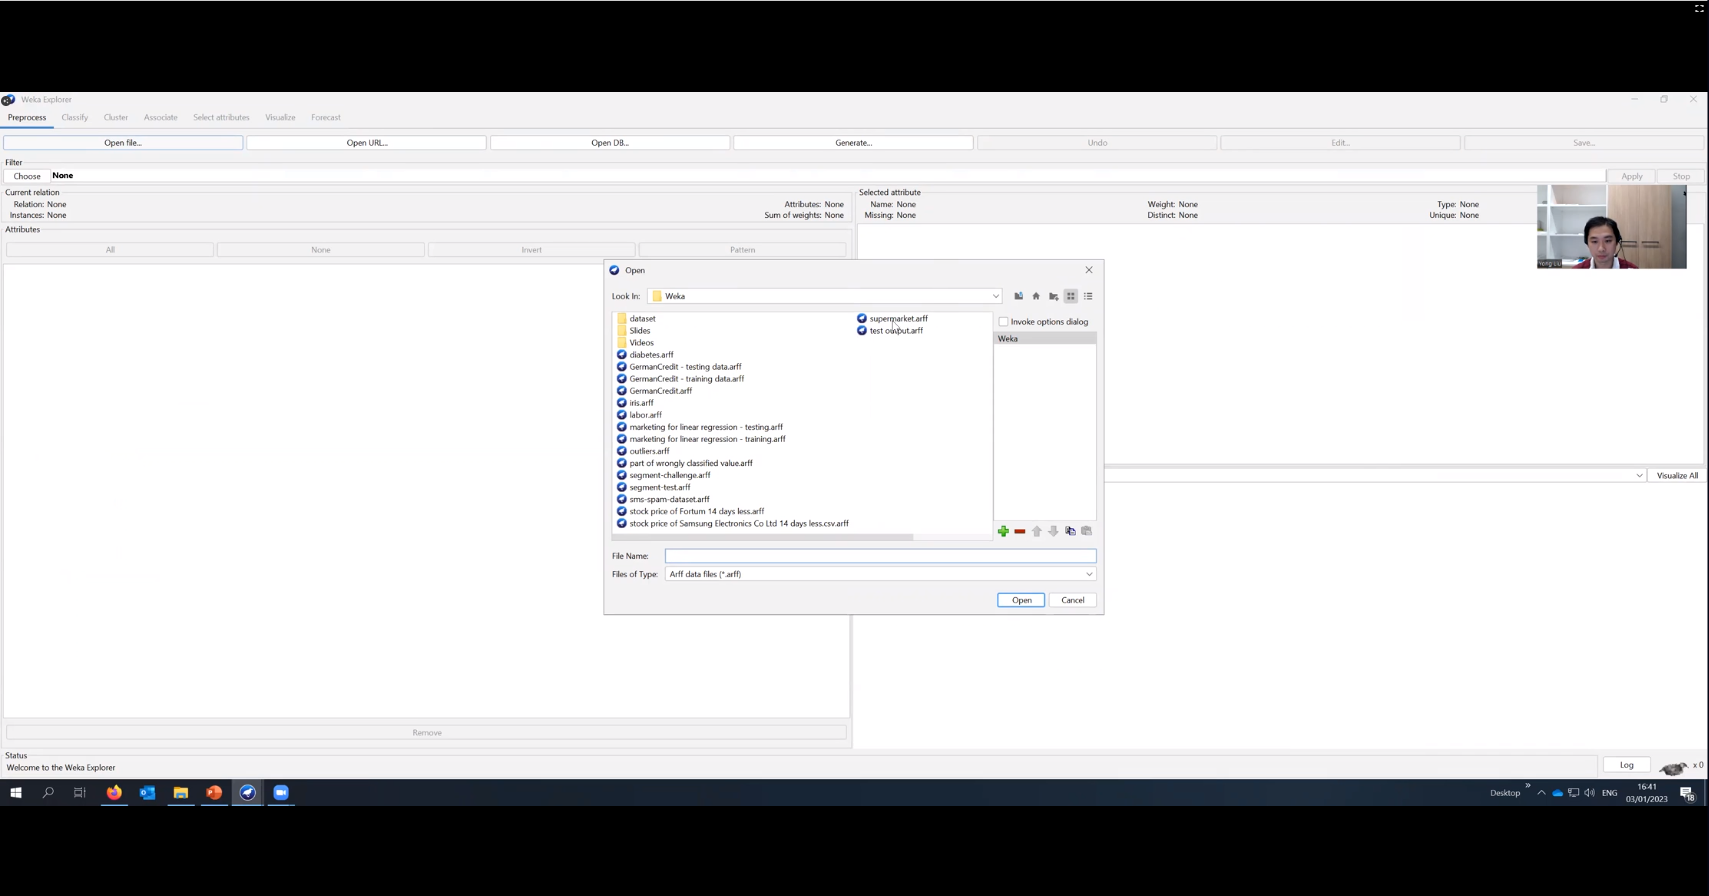 Weka Explorer
Preprocess Classify Cluster Associate Select attributes Visualize Forecast
Open file... Open URL... Open DB... Generate... Undo Edit... Save...
Filter
Choose None Apply Stop
Current relation
Relation: None Attributes: None
Instances: None Sum of weights: None
Selected attribute
Name: None Weight: None Type: None
Missing: None Distinct: None Unique: None
Attributes
All None Invert Pattern
Yong Liu
Open
Look In: Weka
dataset
Slides
Videos
diabetes.arff
GermanCredit - testing data.arff
GermanCredit - training data.arff
GermanCredit.arff
iris.arff
labor.arff
marketing for linear regression - testing.arff
marketing for linear regression - training.arff
outliers.arff
part of wrongly classified value.arff
segment-challenge.arff
segment-test.arff
sms-spam-dataset.arff
stock price of Fortum 14 days less.arff
stock price of Samsung Electronics Co Ltd 14 days less.csv.arff
supermarket.arff
test output.arff
Invoke options dialog
Weka
File Name:
Files of Type: Arff data files (*.arff)
Open Cancel
Visualize All
Remove
Status
Welcome to the Weka Explorer
Log x 0
Desktop » ENG 16:41
03/01/2023
18